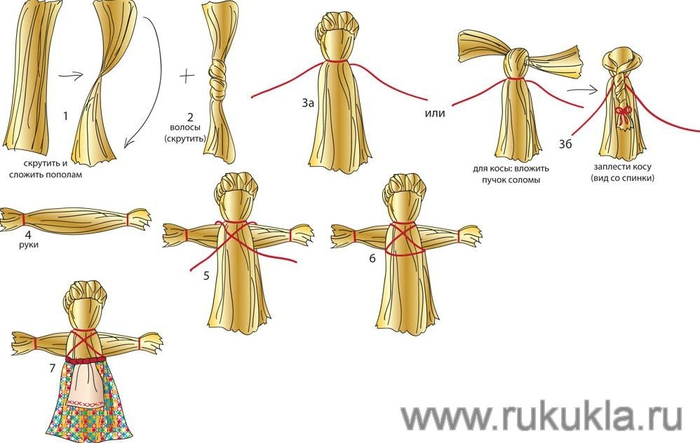 1
скрутить и
сложить пополам
+
2
волосы
(скрутить)
3а
или
для косы: вложить
пучок соломы
3б
заплести косу
(вид со спинки)
4
руки
5
6
7
www.rukukla.ru